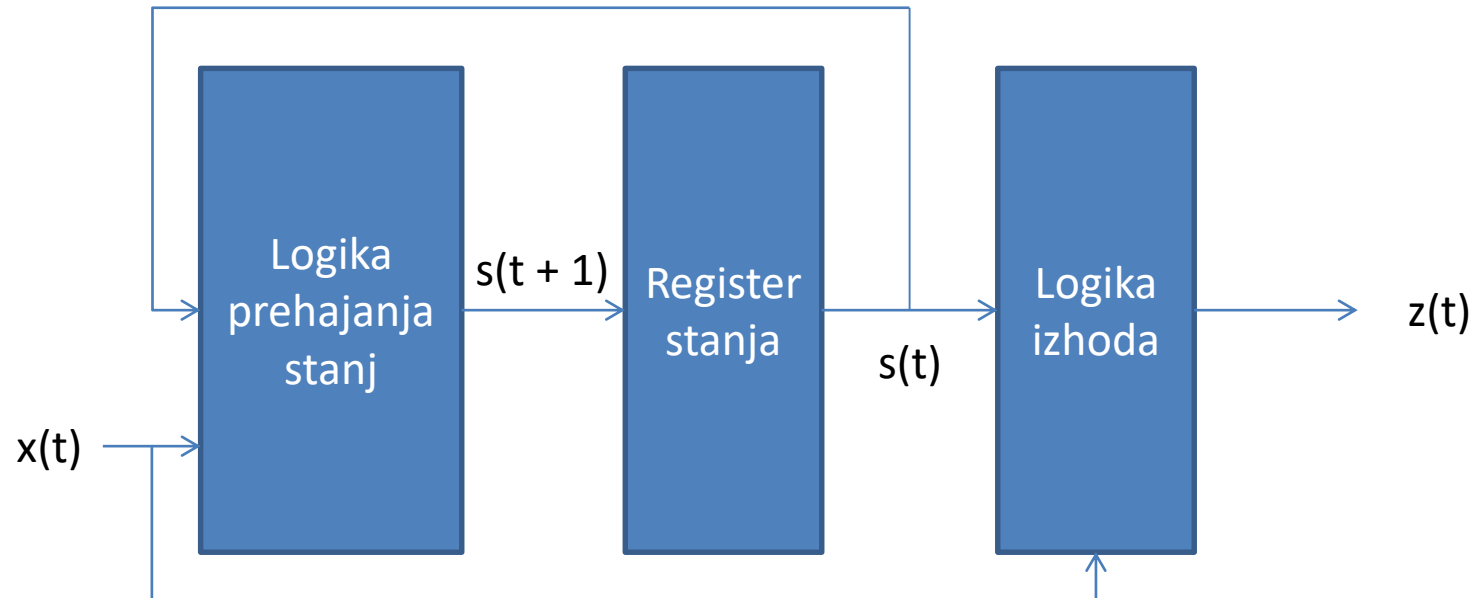 Logika
prehajanja
stanj
s(t + 1)
Register
stanja
s(t)
Logika
izhoda
z(t)
x(t)